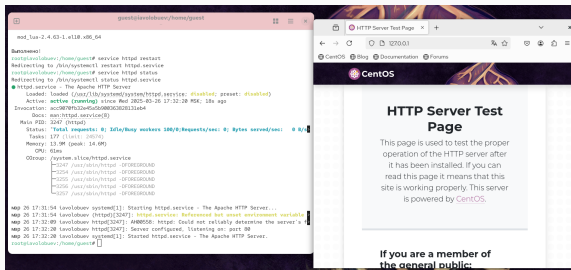 guest@iavolobuev:/home/guest
mod_lua-2.4.63-1.el10.x86_64
Выполнено!
root@iavolobuev:/home/guest# service httpd restart
Redirecting to /bin/systemctl restart httpd.service
root@iavolobuev:/home/guest# service httpd status
Redirecting to /bin/systemctl status httpd.service
● httpd.service - The Apache HTTP Server
Loaded: loaded (/usr/lib/systemd/system/httpd.service; disabled; preset: disabled)
Active: active (running) since Wed 2025-03-26 17:32:20 MSK; 18s ago
Invocation:
Docs: man:httpd.service(8)
Main PID: 3247 (httpd)
Status: "Total requests: 0; Idle/Busy workers 100/0;Requests/sec: 0; Bytes served/sec: 0 B/s
Tasks: 177 (limit: 24674)
Memory: 13.9M (peak: 14.6M)
CPU: 61ms
CGroup: /system.slice/httpd.service
├─3247 /usr/sbin/httpd -DFOREGROUND
├─3254 /usr/sbin/httpd -DFOREGROUND
├─3255 /usr/sbin/httpd -DFOREGROUND
├─3256 /usr/sbin/httpd -DFOREGROUND
└─3257 /usr/sbin/httpd -DFOREGROUND
мар 26 17:31:54 iavolobuev systemd[1]: Starting httpd.service - The Apache HTTP Server...
мар 26 17:31:54 iavolobuev (httpd)[3247]: httpd.service: Referenced but unset environment variable
мар 26 17:32:09 iavolobuev httpd[3247]: AH00558: httpd: Could not reliably determine the server's f
мар 26 17:32:20 iavolobuev httpd[3247]: Server configured, listening on: port 80
мар 26 17:32:20 iavolobuev systemd[1]: Started httpd.service - The Apache HTTP Server.
root@iavolobuev:/home/guest#
HTTP Server Test Page
127.0.0.1
CentOS Blog Documentation Forums
CentOS
HTTP Server Test
Page
This page is used to test the proper
operation of the HTTP server after
it has been installed. If you can
read this page it means that this
site is working properly. This server
is powered by CentOS.
If you are a member of
the general public: